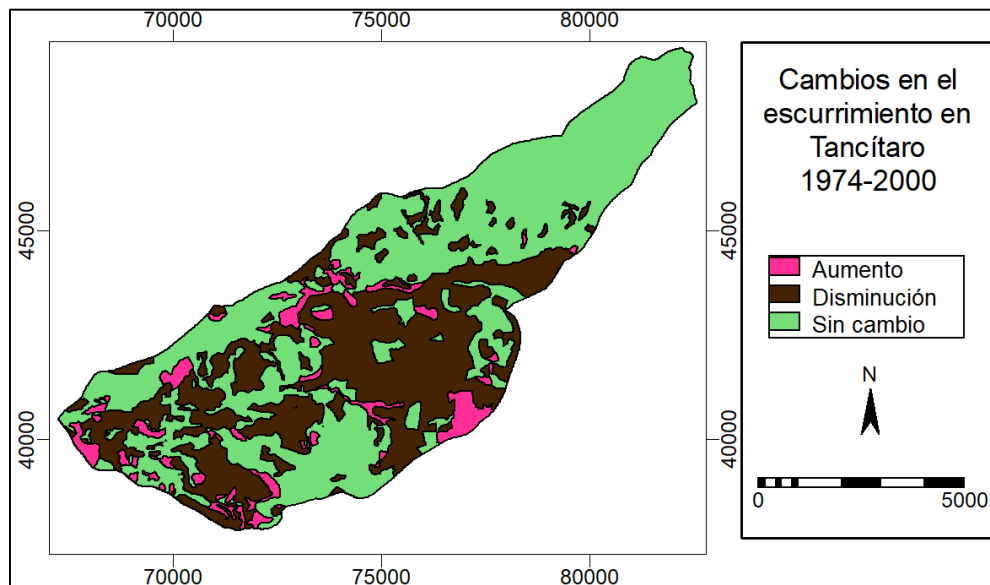 70000 75000 80000
45000 45000
40000 40000
70000 75000 80000
Cambios en el
escurrimiento en
Tancítaro
1974-2000
Aumento
Disminución
Sin cambio
N
0 5000